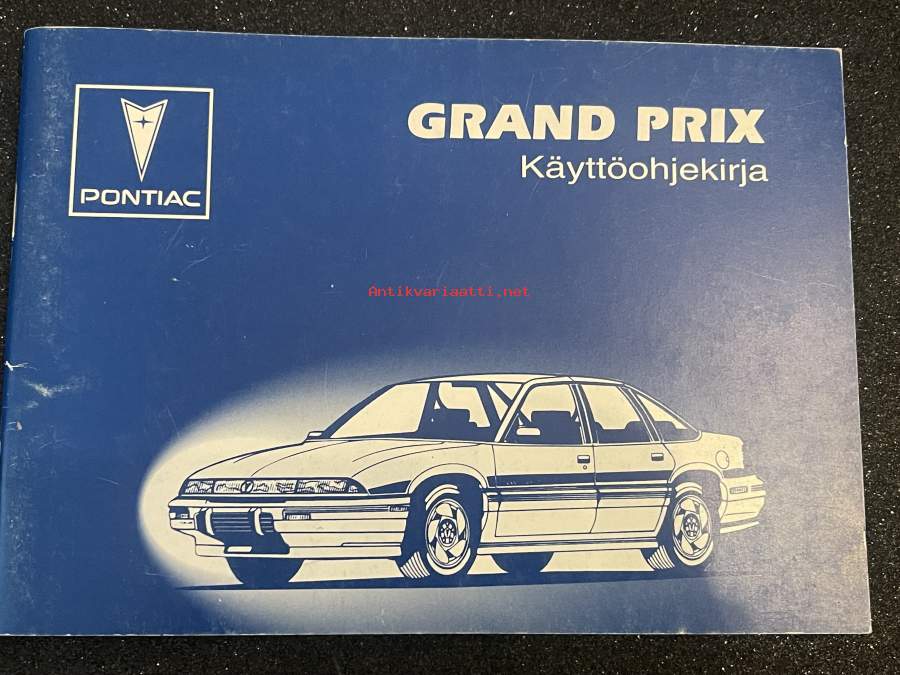 PONTIAC
GRAND PRIX
Käyttöohjekirja
Antikvariaatti.net